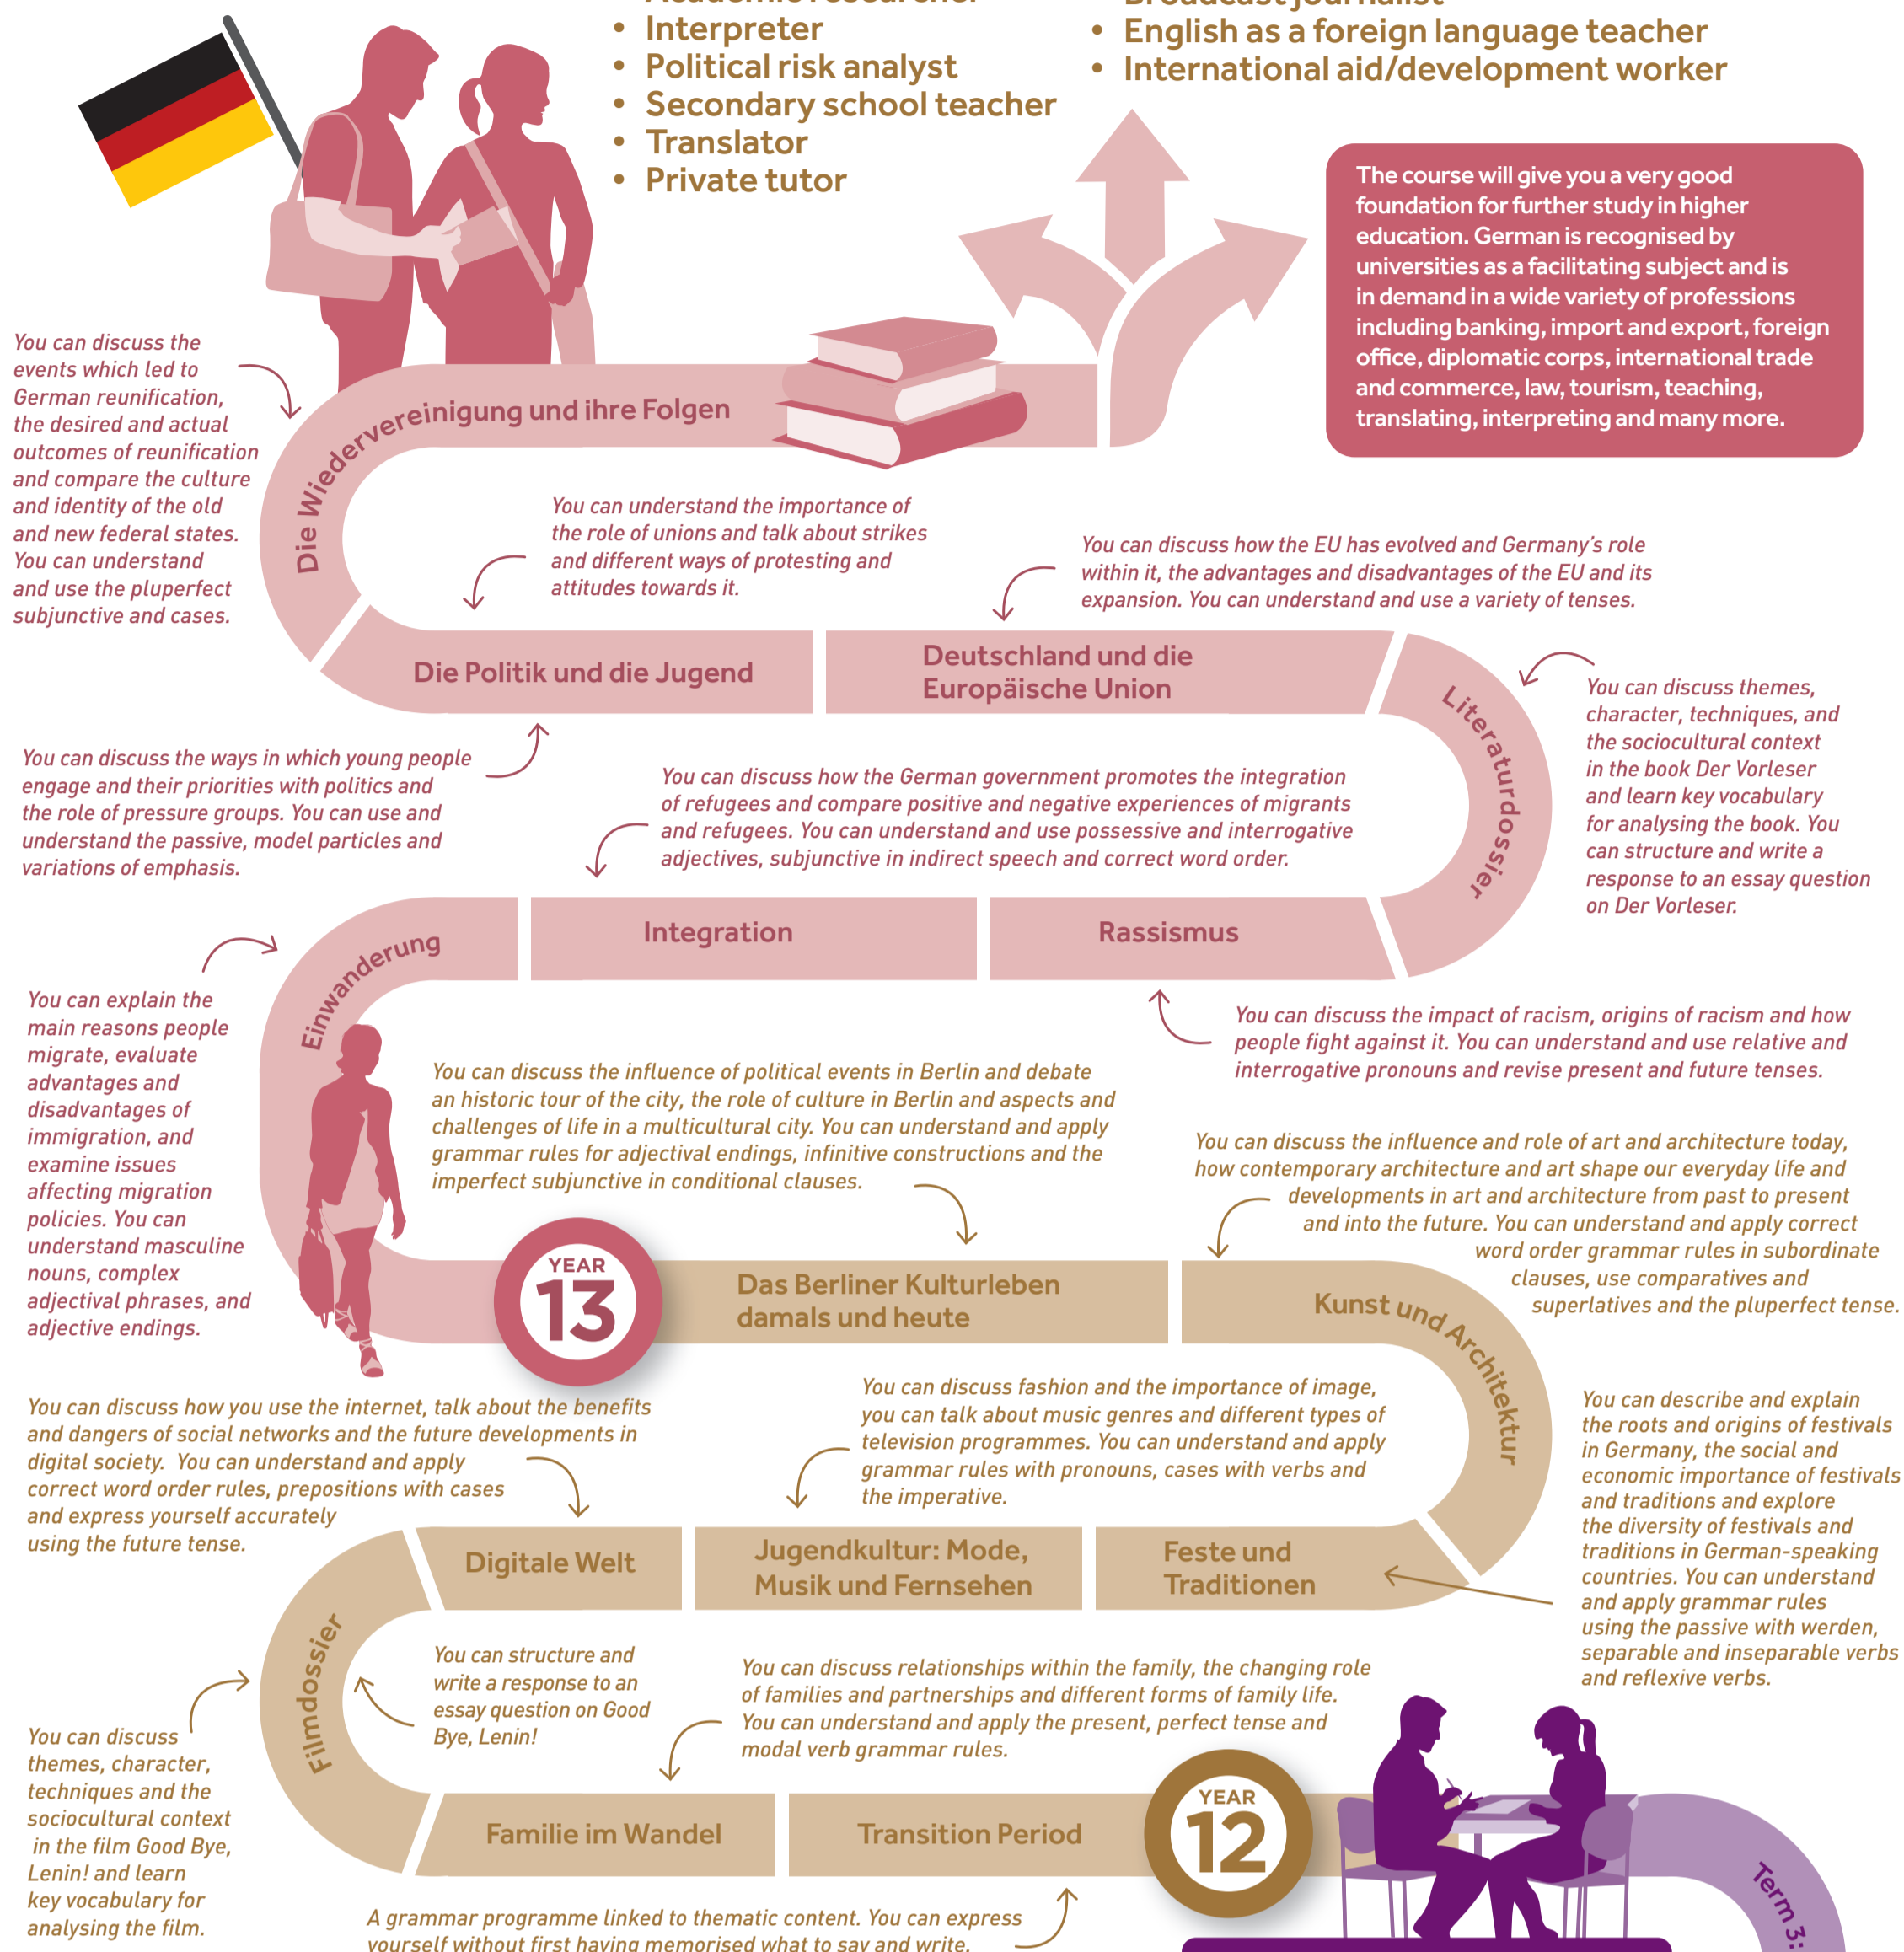 Academic researcher
• Interpreter
• Political risk analyst
• Secondary school teacher
• Translator
• Private tutor
Broadcast journalist
• English as a foreign language teacher
• International aid/development worker
The course will give you a very good
foundation for further study in higher
education. German is recognised by
universities as a facilitating subject and is
in demand in a wide variety of professions
including banking, import and export, foreign
office, diplomatic corps, international trade
and commerce, law, tourism, teaching,
translating, interpreting and many more.
You can discuss the
events which led to
German reunification,
the desired and actual
outcomes of reunification
and compare the culture
and identity of the old
and new federal states.
You can understand
and use the pluperfect
subjunctive and cases.
Die Wiedervereinigung und ihre Folgen
You can understand the importance of
the role of unions and talk about strikes
and different ways of protesting and
attitudes towards it.
You can discuss how the EU has evolved and Germany's role
within it, the advantages and disadvantages of the EU and its
expansion. You can understand and use a variety of tenses.
Die Politik und die Jugend
Deutschland und die
Europäische Union
Literaturdossier
You can discuss themes,
character, techniques, and
the sociocultural context
in the book Der Vorleser
and learn key vocabulary
for analysing the book. You
can structure and write a
response to an essay question
on Der Vorleser.
You can discuss the ways in which young people
engage and their priorities with politics and
the role of pressure groups. You can use and
understand the passive, model particles and
variations of emphasis.
You can discuss how the German government promotes the integration
of refugees and compare positive and negative experiences of migrants
and refugees. You can understand and use possessive and interrogative
adjectives, subjunctive in indirect speech and correct word order.
Einwanderung
Integration
Rassismus
You can explain the
main reasons people
migrate, evaluate
advantages and
disadvantages of
immigration, and
examine issues
affecting migration
policies. You can
understand masculine
nouns, complex
adjectival phrases, and
adjective endings.
You can discuss the impact of racism, origins of racism and how
people fight against it. You can understand and use relative and
interrogative pronouns and revise present and future tenses.
You can discuss the influence of political events in Berlin and debate
an historic tour of the city, the role of culture in Berlin and aspects and
challenges of life in a multicultural city. You can understand and apply
grammar rules for adjectival endings, infinitive constructions and the
imperfect subjunctive in conditional clauses.
You can discuss the influence and role of art and architecture today,
how contemporary architecture and art shape our everyday life and
developments in art and architecture from past to present
and into the future. You can understand and apply correct
word order grammar rules in subordinate
clauses, use comparatives and
superlatives and the pluperfect tense.
YEAR
13
Das Berliner Kulturleben
damals und heute
Kunst und Architektur
You can discuss how you use the internet, talk about the benefits
and dangers of social networks and the future developments in
digital society. You can understand and apply
correct word order rules, prepositions with cases
and express yourself accurately
using the future tense.
You can discuss fashion and the importance of image,
you can talk about music genres and different types of
television programmes. You can understand and apply
grammar rules with pronouns, cases with verbs and
the imperative.
You can describe and explain
the roots and origins of festivals
in Germany, the social and
economic importance of festivals
and traditions and explore
the diversity of festivals and
traditions in German-speaking
countries. You can understand
and apply grammar rules
using the passive with werden,
separable and inseparable verbs
and reflexive verbs.
Digitale Welt
Jugendkultur: Mode,
Musik und Fernsehen
Feste und
Traditionen
Filmdossier
You can structure and
write a response to an
essay question on Good
Bye, Lenin!
You can discuss relationships within the family, the changing role
of families and partnerships and different forms of family life.
You can understand and apply the present, perfect tense and
modal verb grammar rules.
You can discuss
themes, character,
techniques and the
sociocultural context
in the film Good Bye,
Lenin! and learn
key vocabulary for
analysing the film.
Familie im Wandel
Transition Period
YEAR
12
Term 3:
A grammar programme linked to thematic content. You can express
yourself without first having memorised what to say and write.